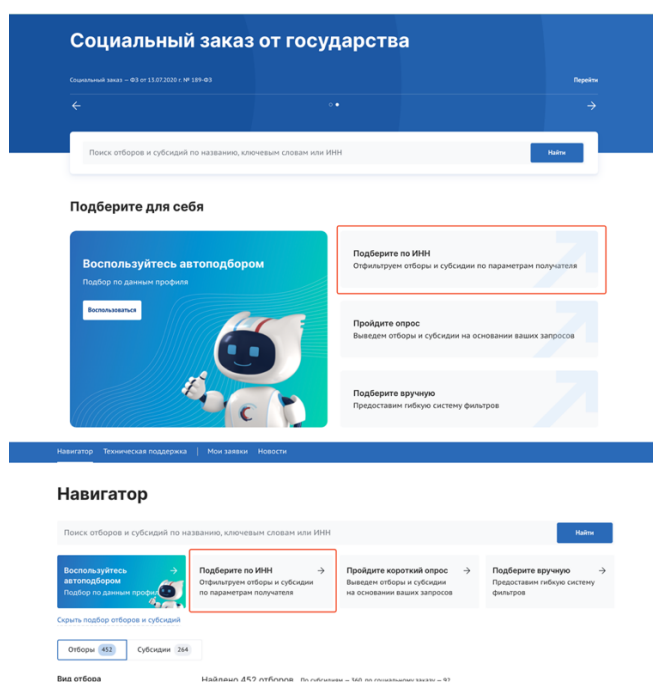 Социальный заказ от государства
Социальный заказ – ФЗ от 13.07.2020 г. № 189-ФЗ
Перейти
Поиск отборов и субсидий по названию, ключевым словам или ИНН
Найти
Подберите для себя
Воспользуйтесь автоподбором
Подбор по данным профиля
Воспользоваться
Подберите по ИНН
Отфильтруем отборы и субсидии по параметрам получателя
Пройдите опрос
Выведем отборы и субсидии на основании ваших запросов
Подберите вручную
Предоставим гибкую систему фильтров
Навигатор Техническая поддержка | Мои заявки Новости
Навигатор
Поиск отборов и субсидий по названию, ключевым словам или ИНН
Найти
Воспользуйтесь
автоподбором
Подбор по данным
Подберите по ИНН
Отфильтруем отборы и субсидии
по параметрам получателя
Пройдите короткий опрос
Выведем отборы и субсидии
на основании ваших запросов
Подберите вручную
Предоставим гибкую систему
фильтров
Скрыть подбор отборов и субсидий
Отборы 452 Субсидии 264
Вид отбора
Найдено 452 отборов